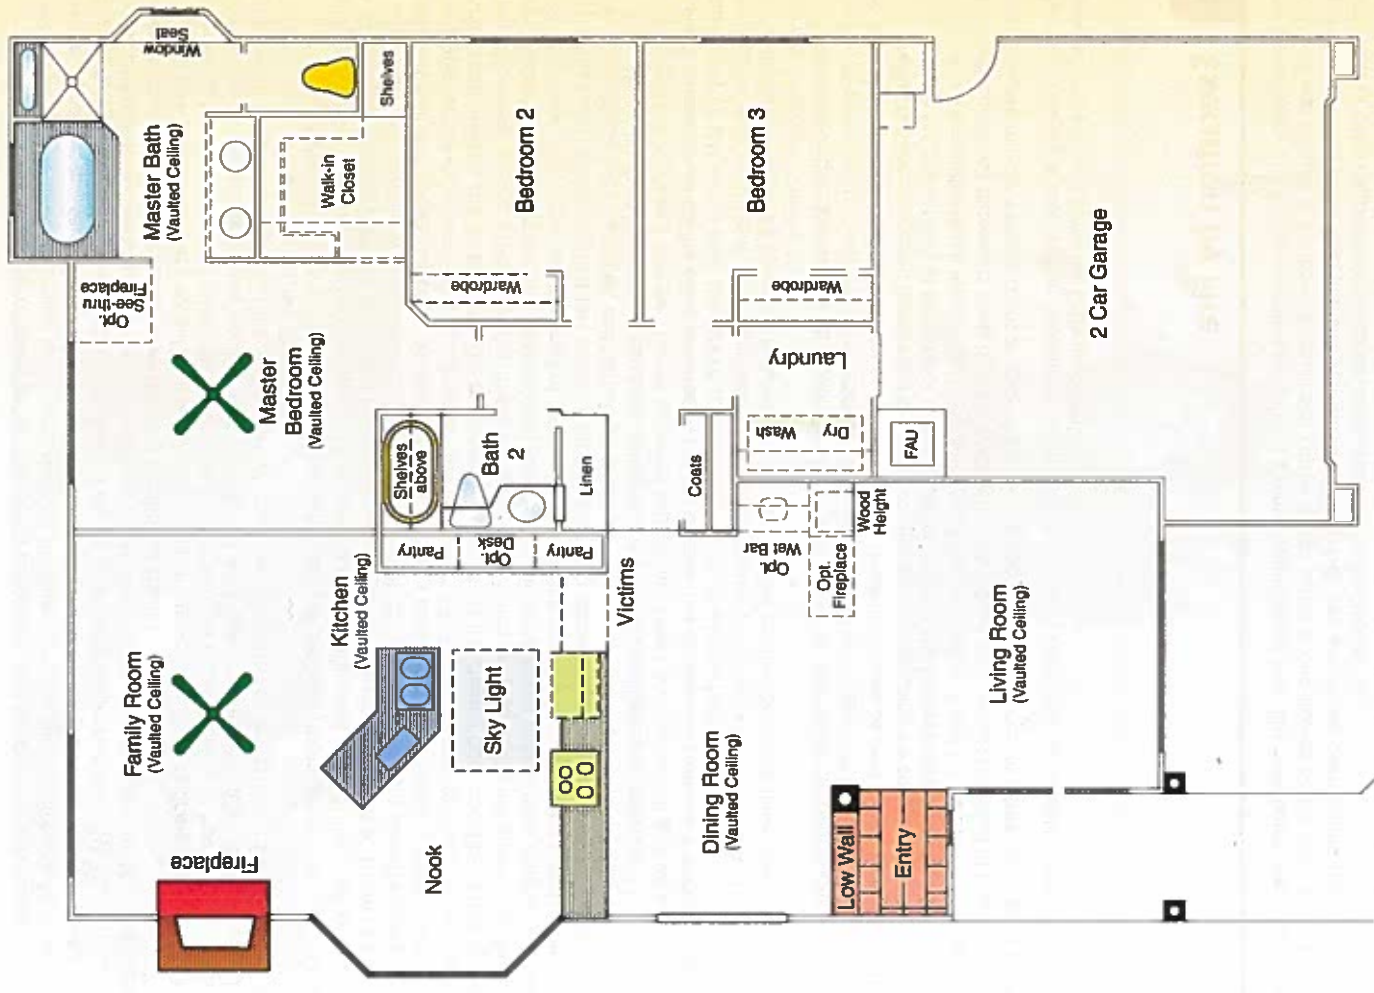 Window
Seat
Master Bath
(Vaulted Ceiling)
Shelves
Walk-in
Closet
Bedroom 2
Bedroom 3
Opt.
See-thru
Fireplace
Wardrobe
Wardrobe
2 Car Garage
Master
Bedroom
(Vaulted Ceiling)
Laundry
Wash
Dry
FAU
Shelves
above
Bath
2
Linen
Coats
Pantry
Opt.
Desk
Pantry
Opt.
Wet Bar
Wood
Height
Opt.
Fireplace
Kitchen
(Vaulted Ceiling)
Victims
Family Room
(Vaulted Ceiling)
Sky Light
Living Room
(Vaulted Ceiling)
Dining Room
(Vaulted Ceiling)
Fireplace
Nook
Low Wall
Entry